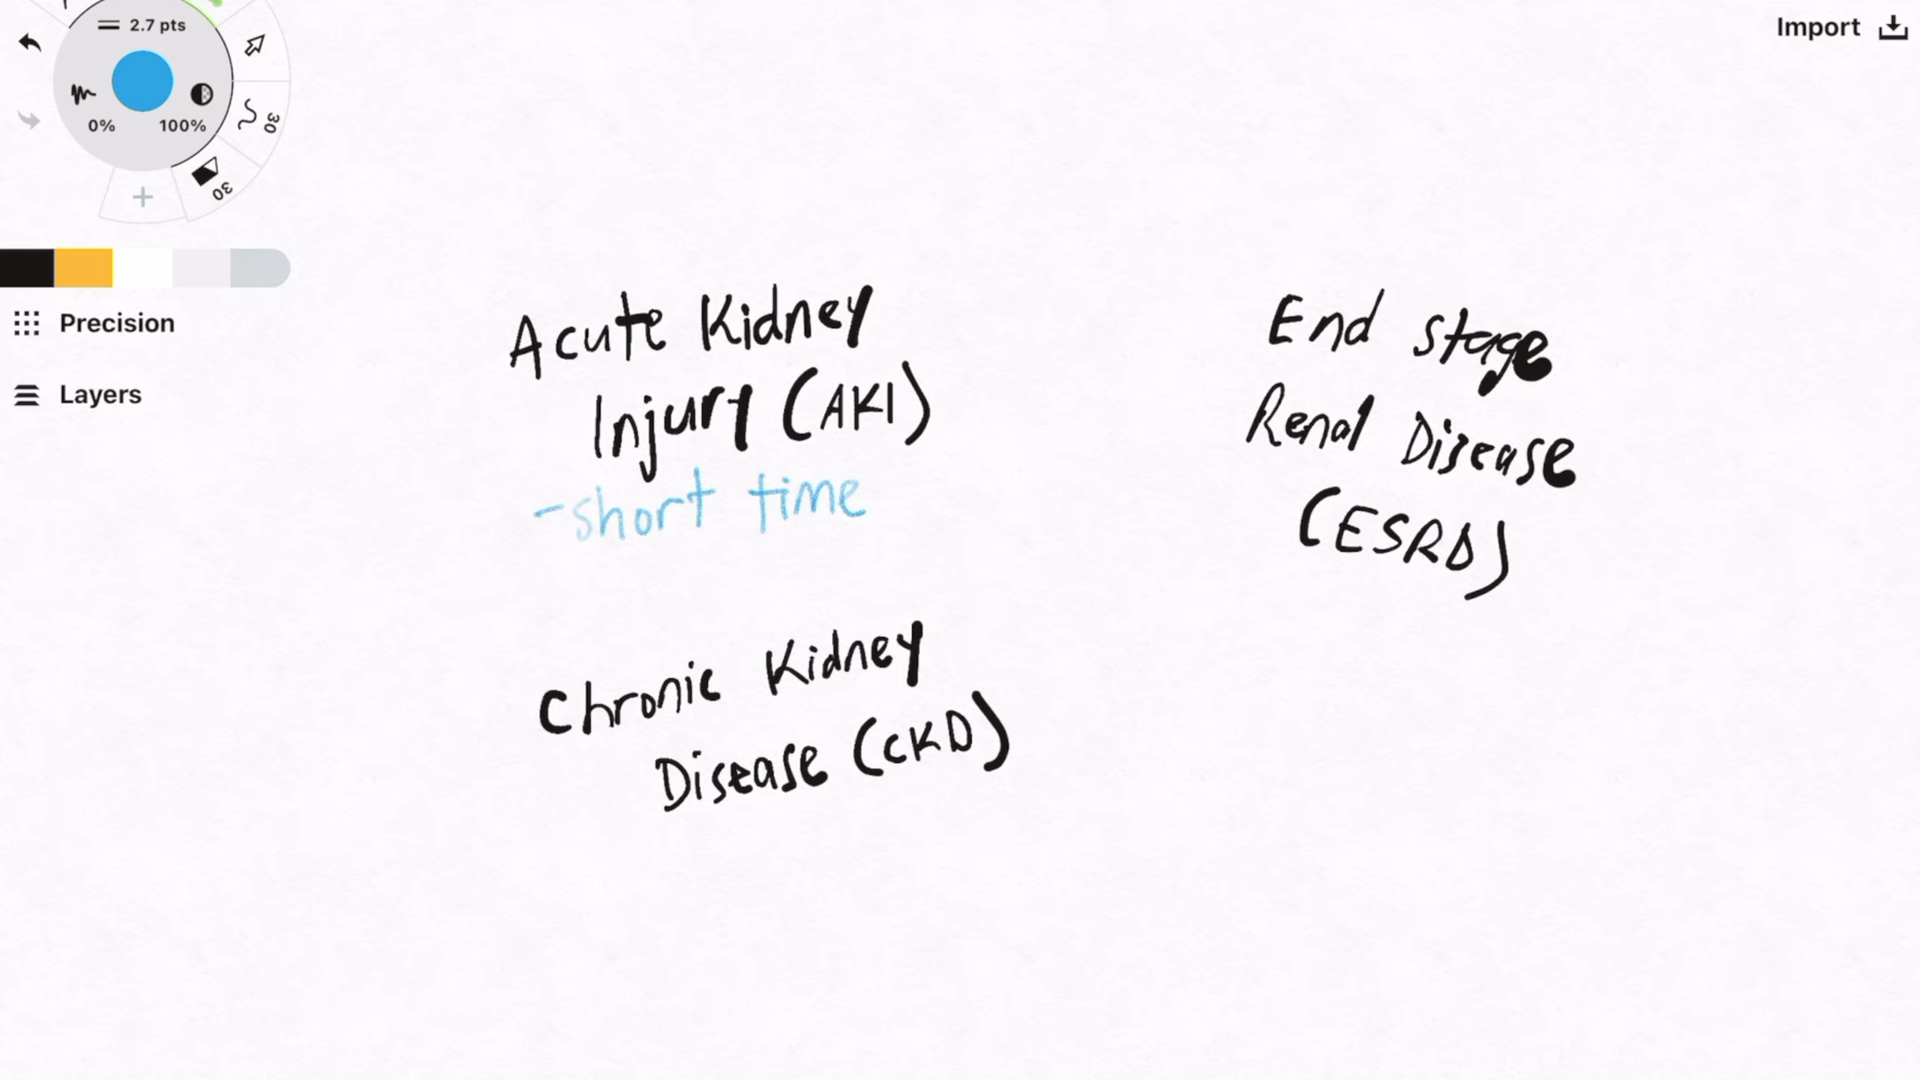 2.7 pts
0%
100%
30
30
Import
Precision
Layers
Acute Kidney
Injury (AKI)
-short time
Chronic Kidney
Disease (CKD)
End stage
Renal Disease
(ESRD)